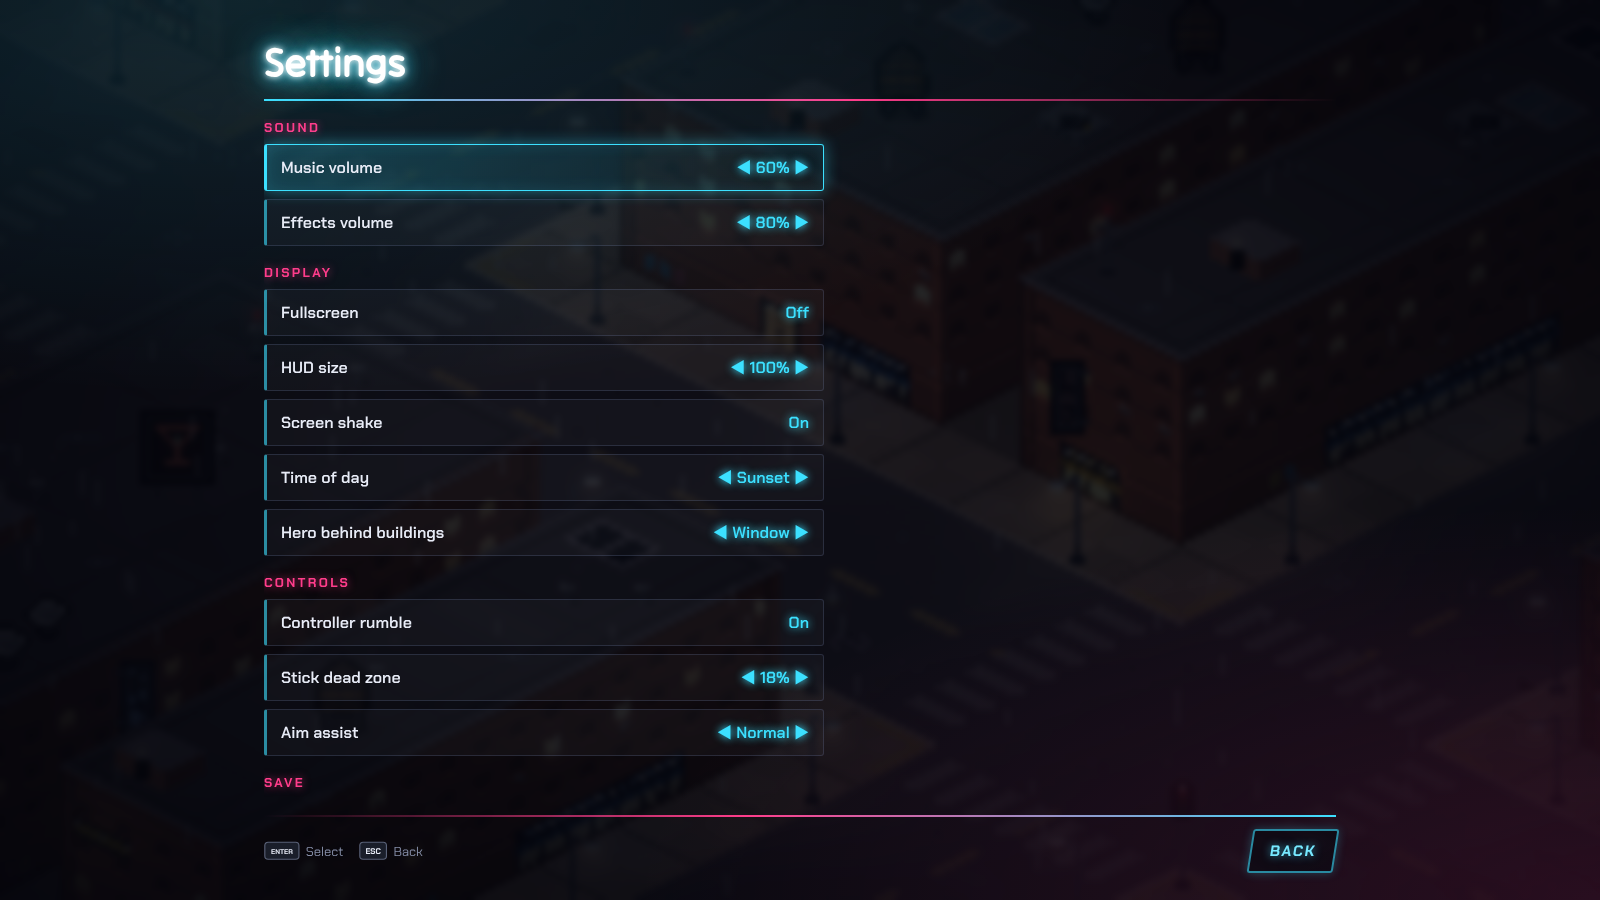 Settings
SOUND
Music volume ◀ 60% ▶
Effects volume ◀ 80% ▶
DISPLAY
Fullscreen Off
HUD size ◀ 100% ▶
Screen shake On
Time of day ◀ Sunset ▶
Hero behind buildings ◀ Window ▶
CONTROLS
Controller rumble On
Stick dead zone ◀ 18% ▶
Aim assist ◀ Normal ▶
SAVE
ENTER Select ESC Back
BACK